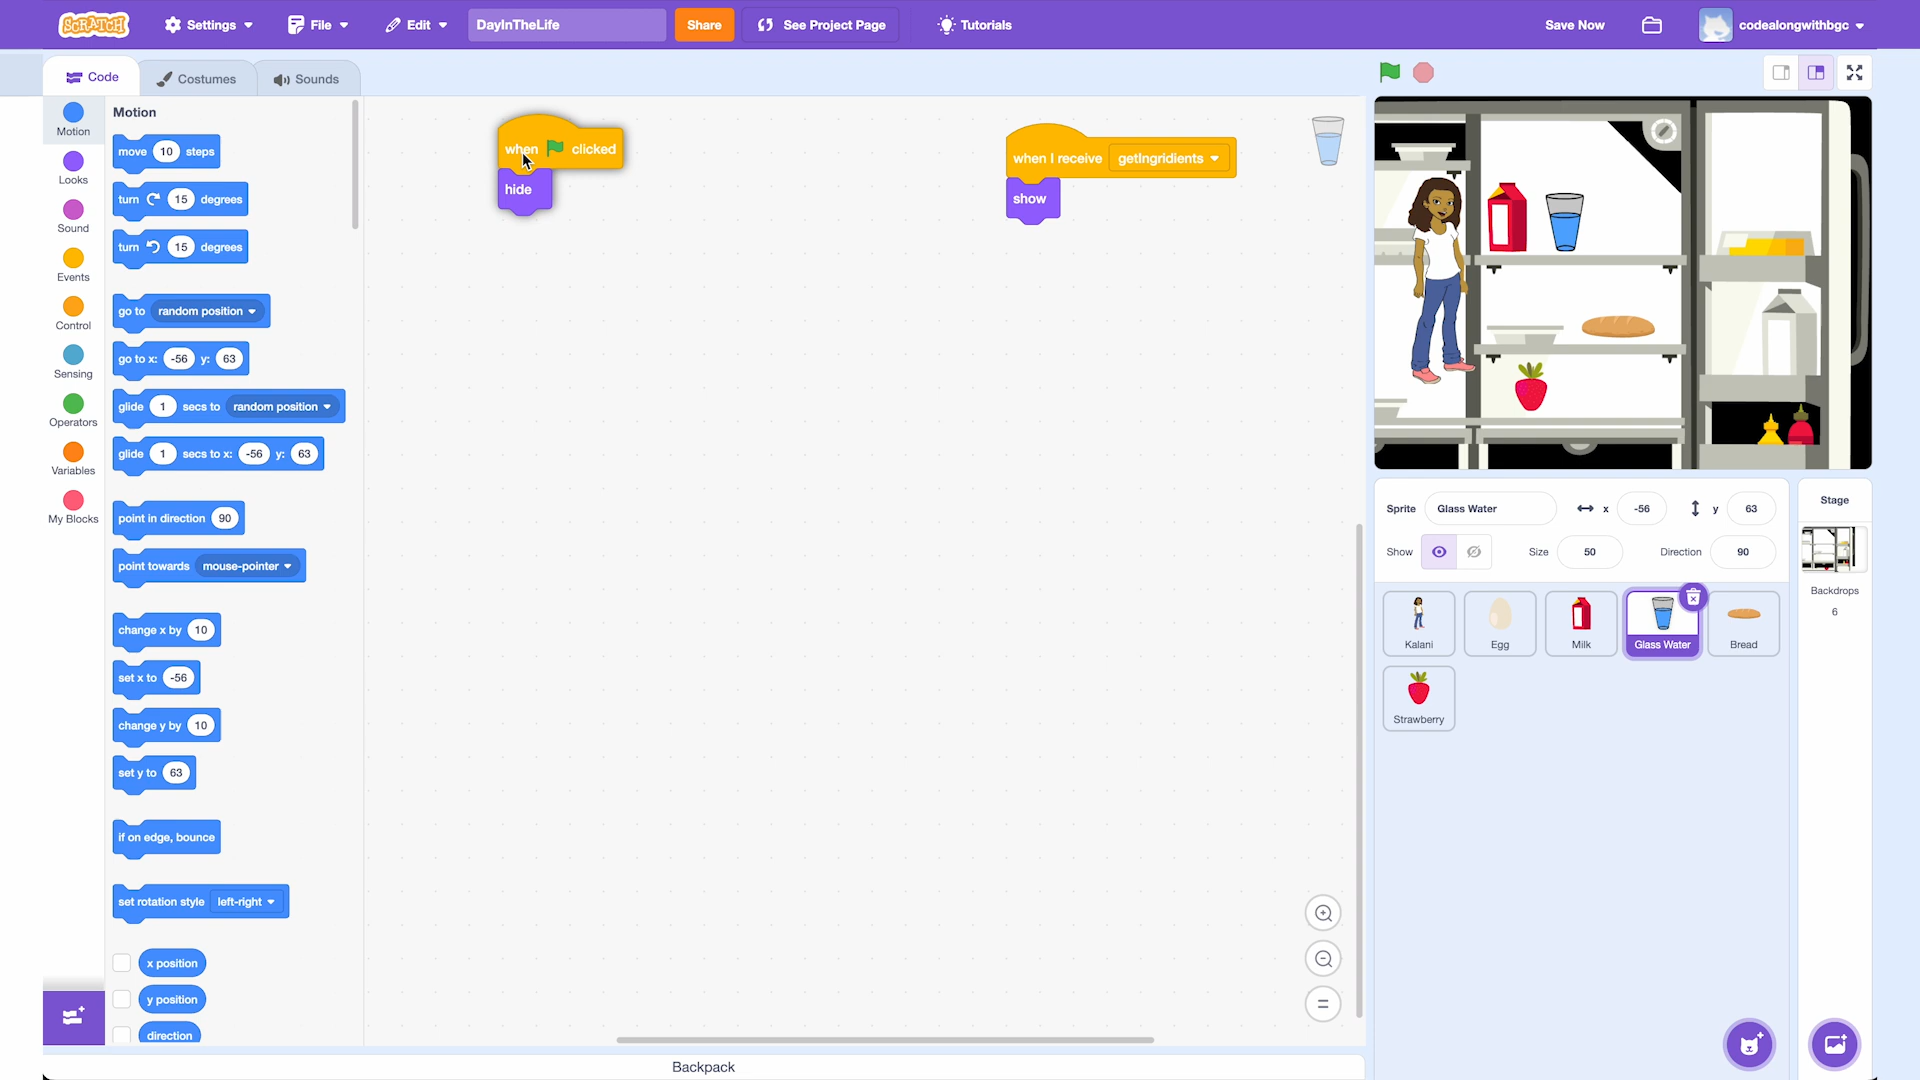 SCRATCH Settings File Edit DayInTheLife Share See Project Page Tutorials Save Now codealongwithbgc
Code Costumes Sounds
Motion
Looks
Sound
Events
Control
Sensing
Operators
Variables
My Blocks
Motion
move 10 steps
turn 15 degrees
turn 15 degrees
go to random position
go to x: -56 y: 63
glide 1 secs to random position
glide 1 secs to x: -56 y: 63
point in direction 90
point towards mouse-pointer
change x by 10
set x to -56
change y by 10
set y to 63
if on edge, bounce
set rotation style left-right
x position
y position
direction
when clicked
hide
when I receive getIngridients
show
Backpack
Sprite Glass Water x -56 y 63
Show Size 50 Direction 90
Kalani Egg Milk Glass Water Bread
Strawberry
Stage
Backdrops
6